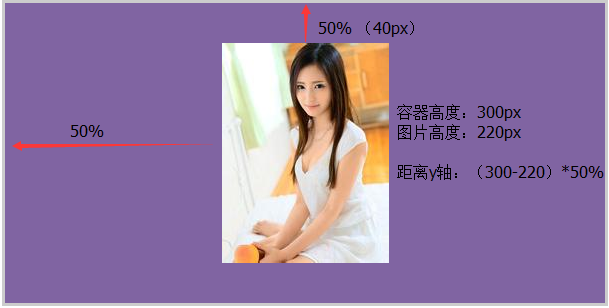 50% （40px）
容器高度：300px
50%
图片高度：220px
距离y轴：（300-220）*50%